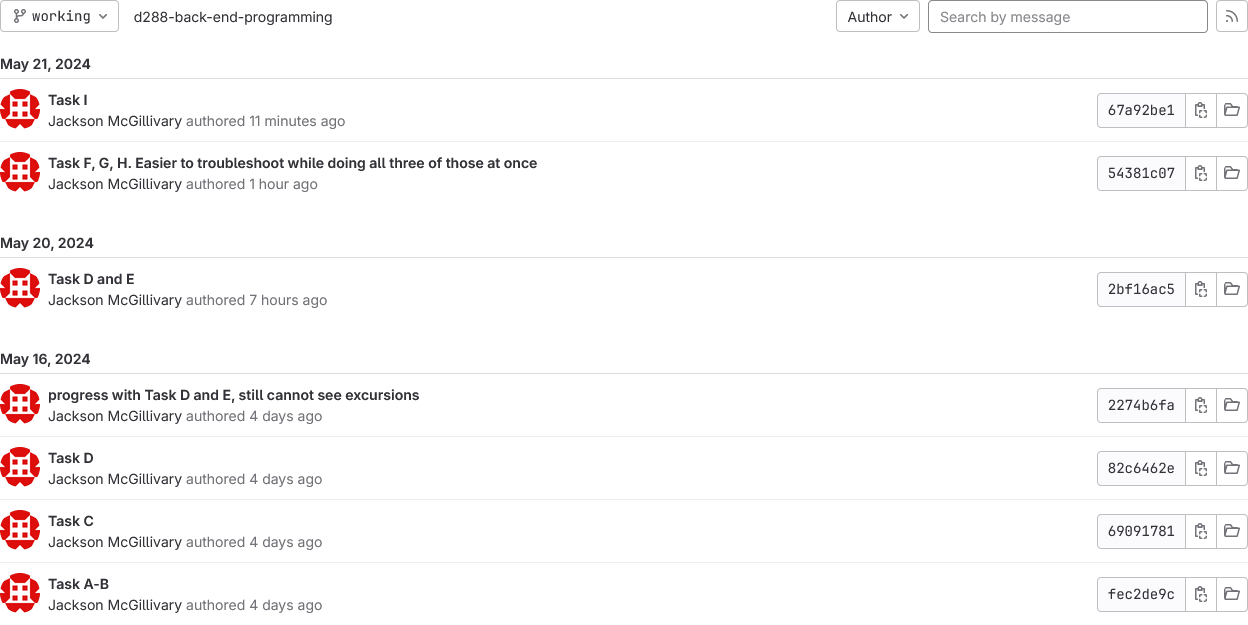 working d288-back-end-programming Author Search by message
May 21, 2024
Task I
Jackson McGillivary authored 11 minutes ago
67a92be1
Task F, G, H. Easier to troubleshoot while doing all three of those at once
Jackson McGillivary authored 1 hour ago
54381c07
May 20, 2024
Task D and E
Jackson McGillivary authored 7 hours ago
2bf16ac5
May 16, 2024
progress with Task D and E, still cannot see excursions
Jackson McGillivary authored 4 days ago
2274b6fa
Task D
Jackson McGillivary authored 4 days ago
82c6462e
Task C
Jackson McGillivary authored 4 days ago
69091781
Task A-B
Jackson McGillivary authored 4 days ago
fec2de9c